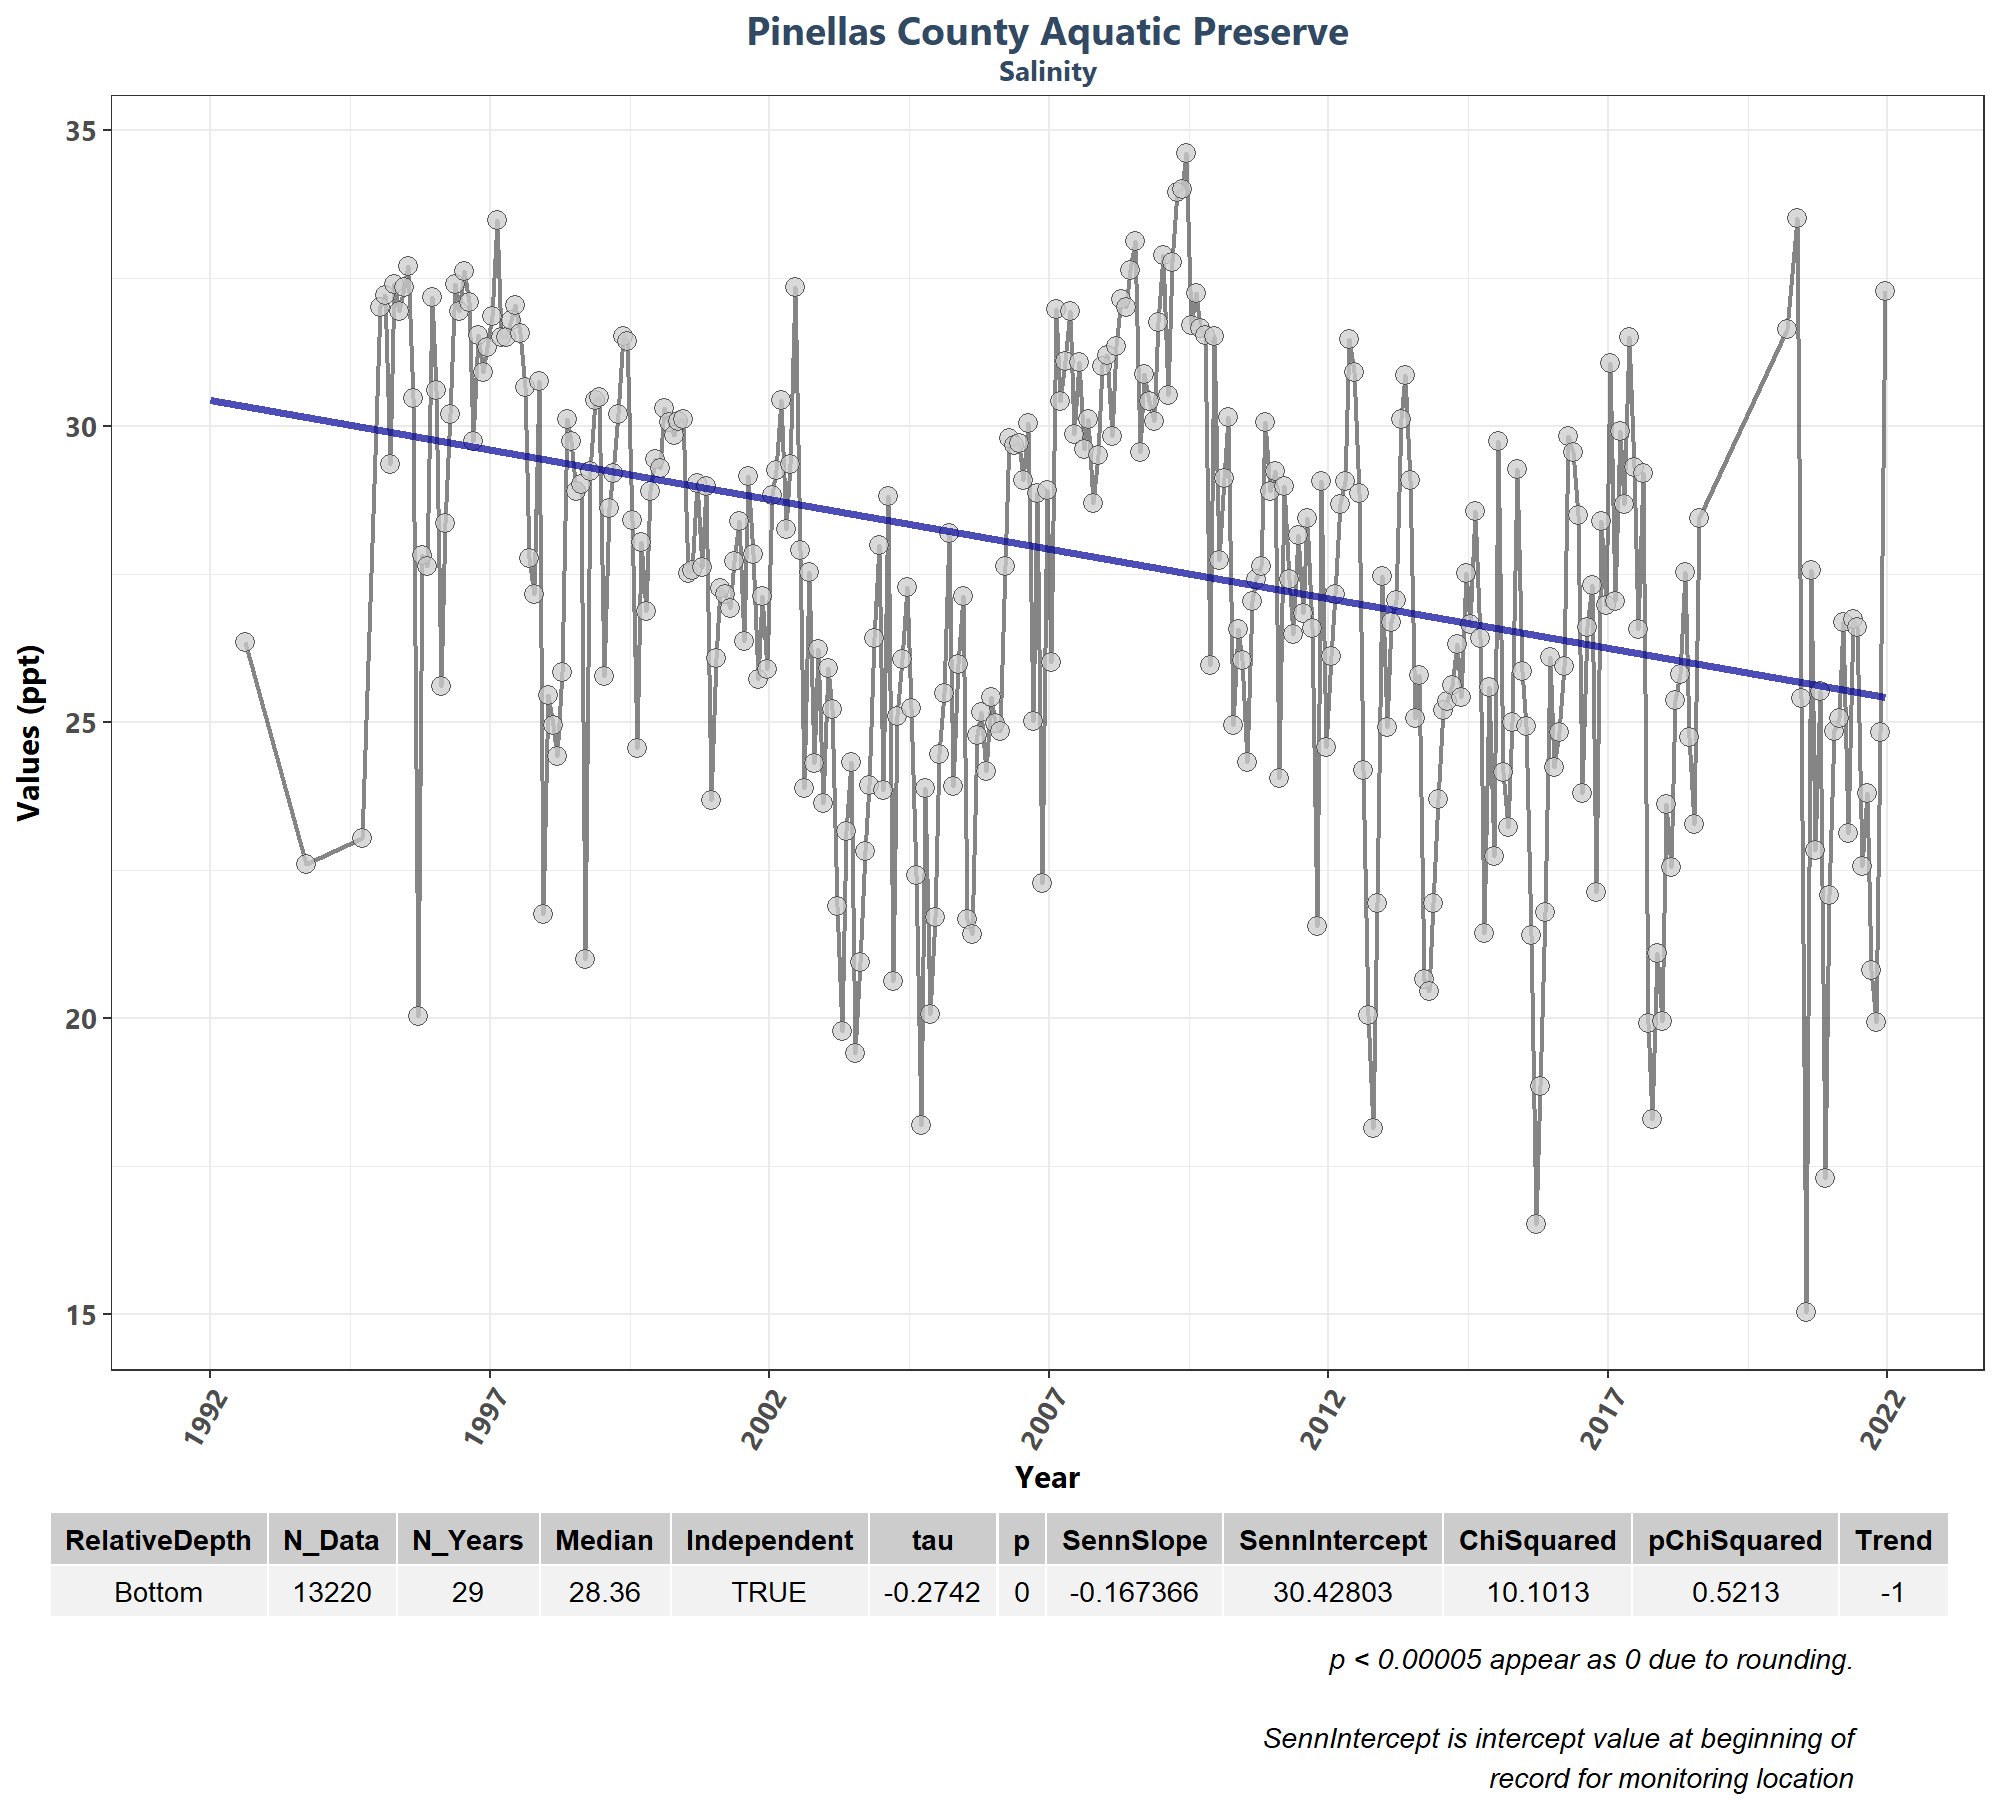 Pinellas County Aquatic Preserve
Salinity
35
30
25
20
15
Values (ppt)
1992 1997 2002 2007 2012 2017 2022
Year
RelativeDepth N_Data N_Years Median Independent tau p SennSlope SennIntercept ChiSquared pChiSquared Trend
Bottom 13220 29 28.36 TRUE -0.2742 0 -0.167366 30.42803 10.1013 0.5213 -1
p < 0.00005 appear as 0 due to rounding.
SennIntercept is intercept value at beginning of
record for monitoring location